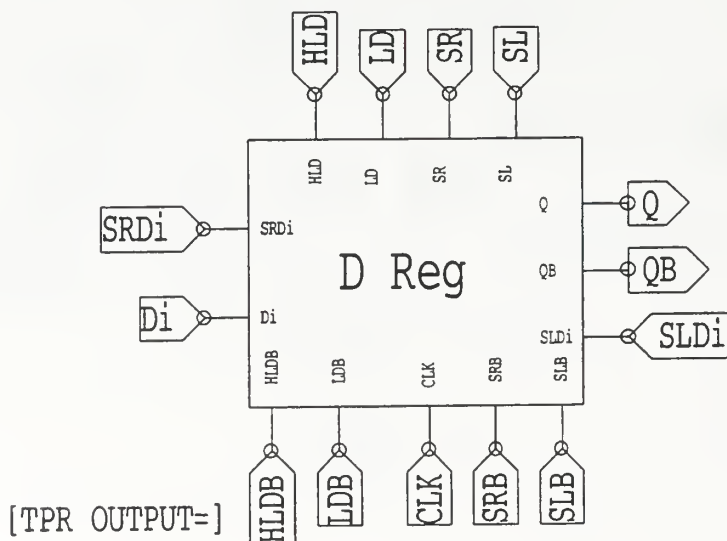 HLD LD SR SL
HLD LD SR SL
SRDi SRDi Q Q
D Reg QB QB
Di Di SLDi SLDi
HLDB LDB CLK SRB SLB
HLDB LDB CLK SRB SLB
[TPR OUTPUT=]